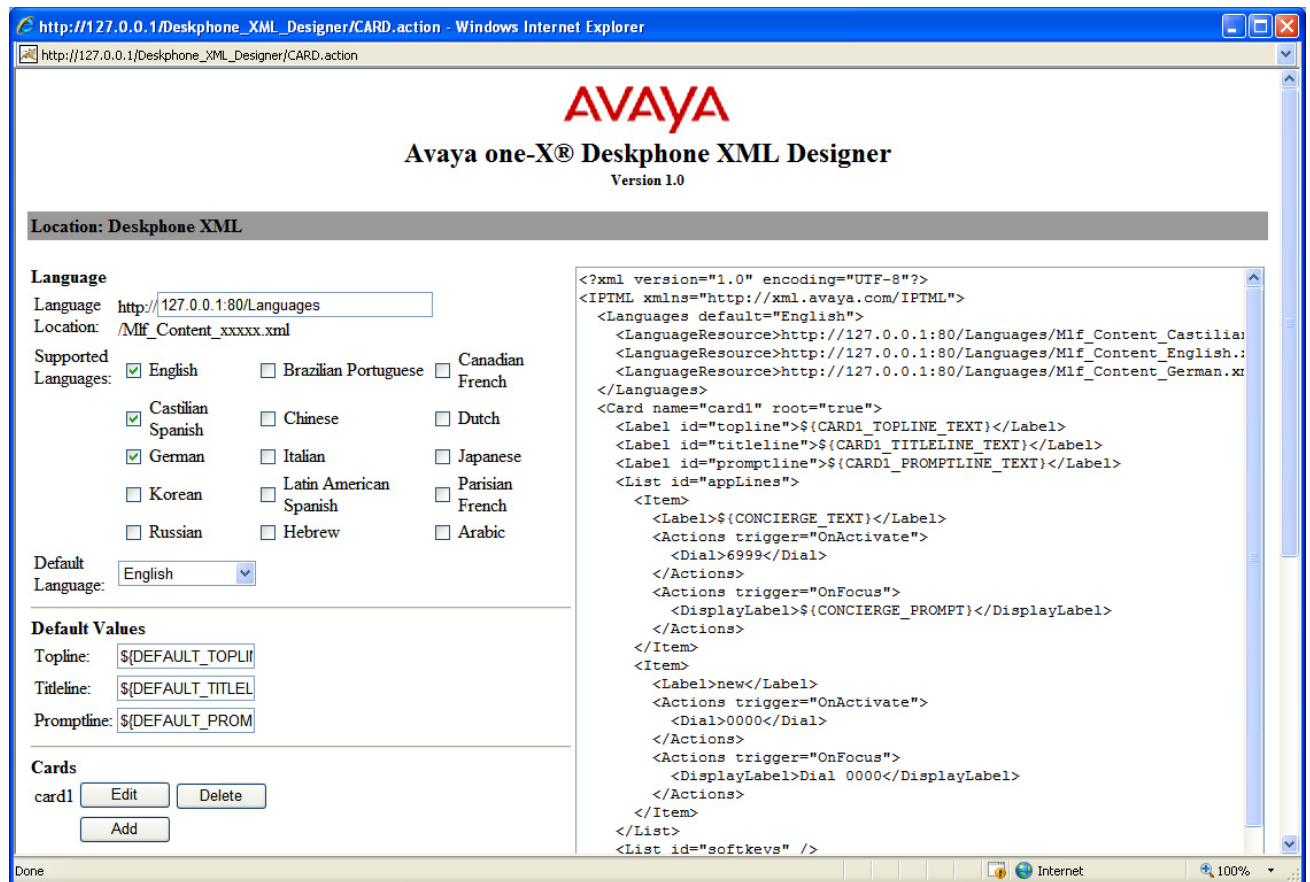 http://127.0.0.1/Deskphone_XML_Designer/CARD.action - Windows Internet Explorer
http://127.0.0.1/Deskphone_XML_Designer/CARD.action
AVAYA
Avaya one-X® Deskphone XML Designer
Version 1.0
Location: Deskphone XML
Language
Language Location:
http:// 127.0.0.1:80/Languages
/Mlf_Content_xxxxx.xml
Supported Languages:
English Brazilian Portuguese Canadian French
Castilian Spanish Chinese Dutch
German Italian Japanese
Korean Latin American Spanish Parisian French
Russian Hebrew Arabic
Default Language: English
Default Values
Topline: ${DEFAULT_TOPLI
Titleline: ${DEFAULT_TITLEL
Promptline: ${DEFAULT_PROM
Cards
card1 Edit Delete
Add
<?xml version="1.0" encoding="UTF-8"?>
<IPTML xmlns="http://xml.avaya.com/IPTML">
<Languages default="English">
<LanguageResource>http://127.0.0.1:80/Languages/Mlf_Content_Castilian
<LanguageResource>http://127.0.0.1:80/Languages/Mlf_Content_English.x
<LanguageResource>http://127.0.0.1:80/Languages/Mlf_Content_German.xm
</Languages>
<Card name="card1" root="true">
<Label id="topline">${CARD1_TOPLINE_TEXT}</Label>
<Label id="titleline">${CARD1_TITLELINE_TEXT}</Label>
<Label id="promptline">${CARD1_PROMPTLINE_TEXT}</Label>
<List id="appLines">
<Item>
<Label>${CONCIERGE_TEXT}</Label>
<Actions trigger="OnActivate">
<Dial>6999</Dial>
</Actions>
<Actions trigger="OnFocus">
<DisplayLabel>${CONCIERGE_PROMPT}</DisplayLabel>
</Actions>
</Item>
<Item>
<Label>new</Label>
<Actions trigger="OnActivate">
<Dial>0000</Dial>
</Actions>
<Actions trigger="OnFocus">
<DisplayLabel>Dial 0000</DisplayLabel>
</Actions>
</Item>
</List>
<List id="softkeys" />
Done
Internet
100%